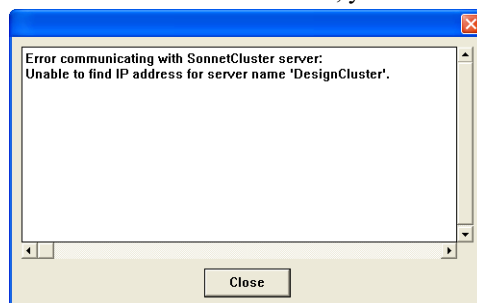 Error communicating with SonnetCluster server:
Unable to find IP address for server name 'DesignCluster'.
Close